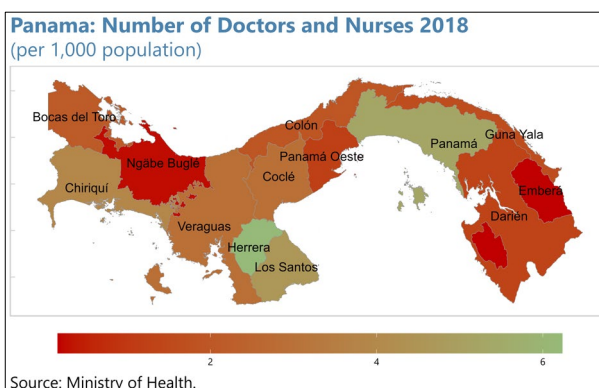 Panama: Number of Doctors and Nurses 2018
(per 1,000 population)
Bocas del Toro
Colón
Guna Yala
Panamá
Ngäbe Buglé
Panamá Oeste
Coclé
Chiriquí
Emberá
Darién
Veraguas
Herrera
Los Santos
2 4 6
Source: Ministry of Health.